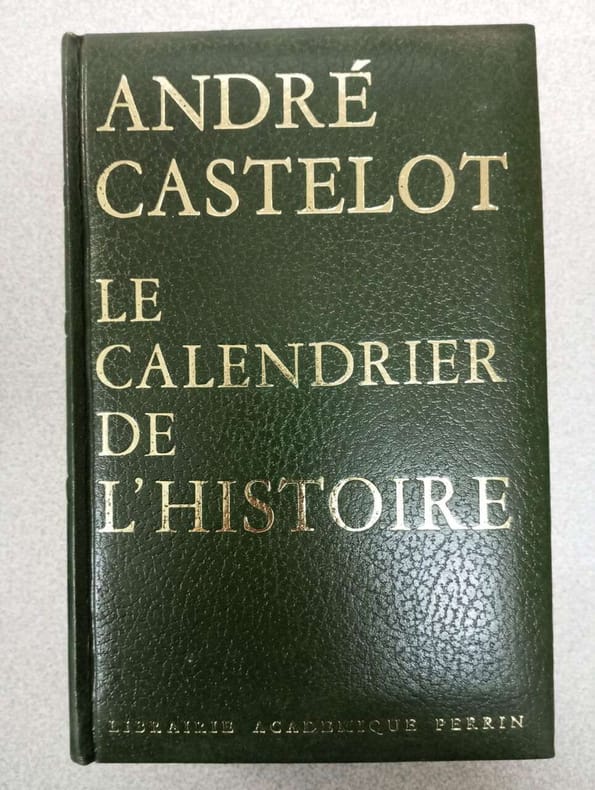 ANDRÉ
CASTELOT
LE
CALENDRIER
DE
L'HISTOIRE
LIBRAIRIE ACADEMIQUE PERRIN